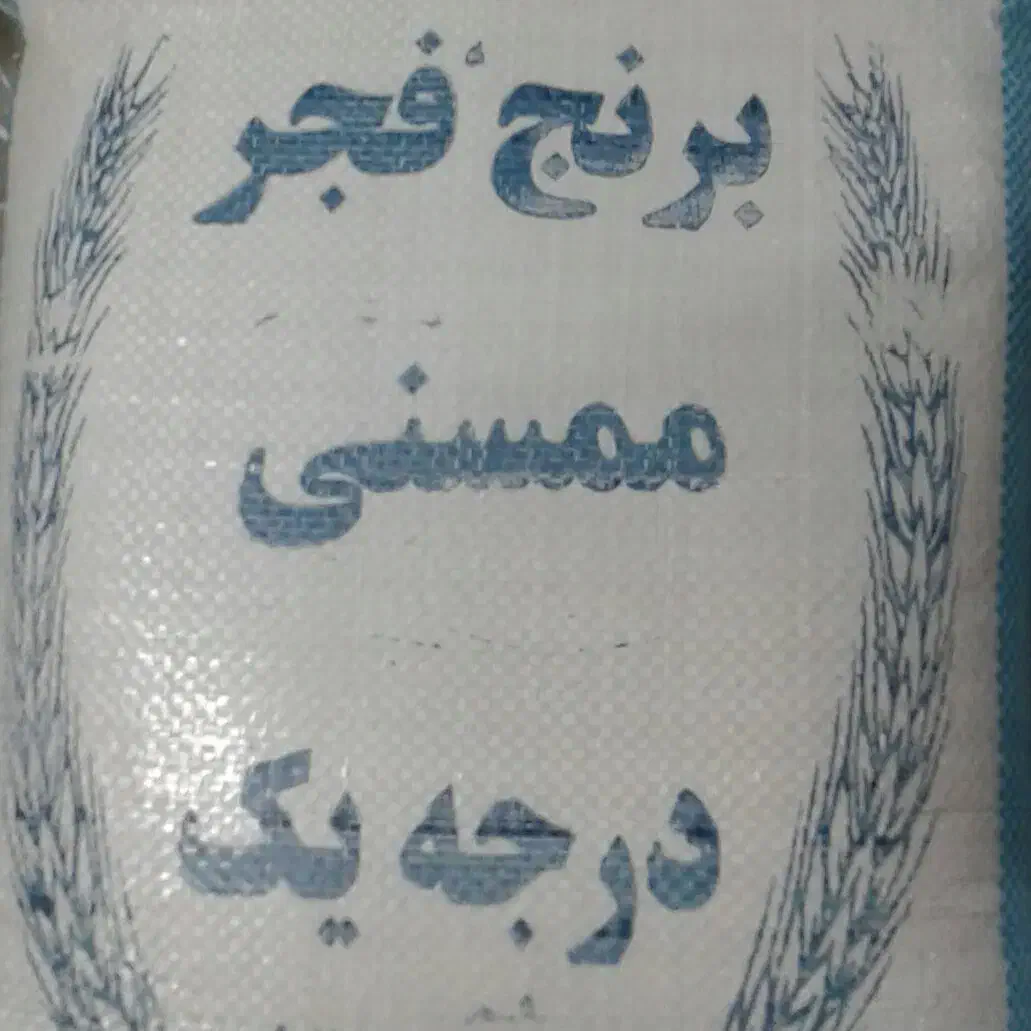 برنج فجر
ممسنی
درجه یک